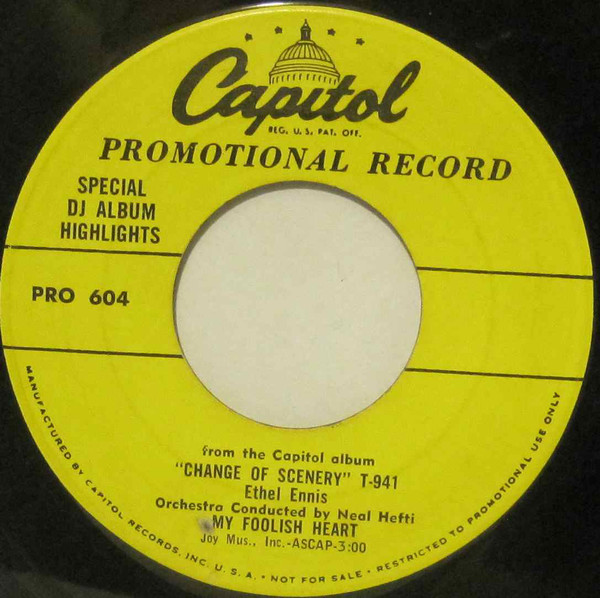 Capitol
REG. U.S. PAT. OFF.
PROMOTIONAL RECORD
SPECIAL
DJ ALBUM
HIGHLIGHTS
PRO 604
from the Capitol album
"CHANGE OF SCENERY" T-941
Ethel Ennis
Orchestra Conducted by Neal Hefti
MY FOOLISH HEART
Joy Mus., Inc.-ASCAP-3:00
MANUFACTURED BY CAPITOL RECORDS, INC. U.S.A. • NOT FOR SALE • RESTRICTED TO PROMOTIONAL USE ONLY